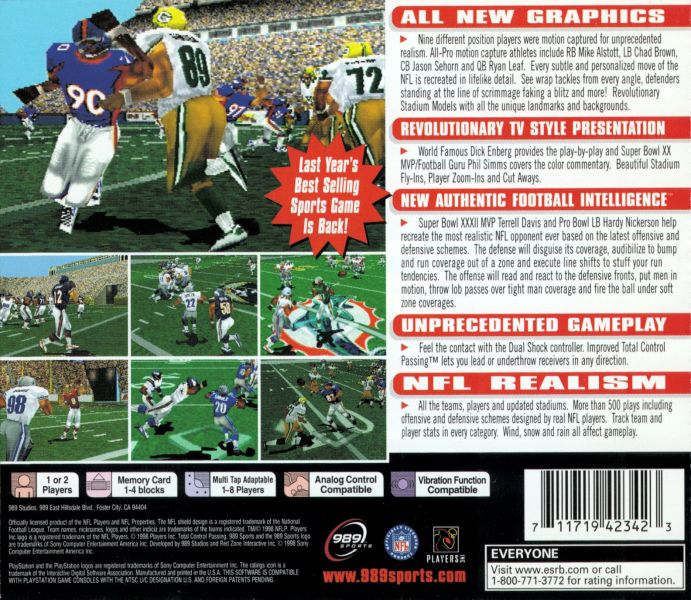 90
89
72
97
Last Year's
Best Selling
Sports Game
Is Back!
12
22
50
98
20
87
ALL NEW GRAPHICS
► Nine different position players were motion captured for unprecedented
realism. All-Pro motion capture athletes include RB Mike Alstott, LB Chad Brown,
CB Jason Sehorn and QB Ryan Leaf. Every subtle and personalized move of the
NFL is recreated in lifelike detail. See wrap tackles from every angle, defenders
standing at the line of scrimmage faking a blitz and more! Revolutionary
Stadium Models with all the unique landmarks and backgrounds.
REVOLUTIONARY TV STYLE PRESENTATION
► World Famous Dick Enberg provides the play-by-play and Super Bowl XX
MVP/Football Guru Phil Simms covers the color commentary. Beautiful Stadium
Fly-Ins, Player Zoom-Ins and Cut Aways.
NEW AUTHENTIC FOOTBALL INTELLIGENCE™
► Super Bowl XXXII MVP Terrell Davis and Pro Bowl LB Hardy Nickerson help
recreate the most realistic NFL opponent ever based on the latest offensive and
defensive schemes. The defense will disguise its coverage, audibilize to bump
and run coverage out of a zone and execute line shifts to stuff your run
tendencies. The offense will read and react to the defensive fronts, put men in
motion, throw lob passes over tight man coverage and fire the ball under soft
zone coverages.
UNPRECEDENTED GAMEPLAY
► Feel the contact with the Dual Shock controller. Improved Total Control
Passing™ lets you lead or underthrow receivers in any direction.
NFL REALISM
► All the teams, players and updated stadiums. More than 500 plays including
offensive and defensive schemes designed by real NFL players. Track team and
player stats in every category. Wind, snow and rain all affect gameplay.
1 or 2
Players
Memory Card
1-4 blocks
Multi Tap Adaptable
1–8 Players
Analog Control
Compatible
Vibration Function
Compatible
989 Studios. 989 East Hillsdale Blvd., Foster City, CA 94404
Officially licensed product of the NFL Players and NFL Properties. The NFL shield design is a registered trademark of the National
Football League. Team names, nicknames, logos and other indicia are trademarks of the teams indicated. TM/© 1998 NFLP. Players
Inc logo is a registered trademark of the NFL Players. © 1998 Players Inc. Total Control Passing, 989 Sports and the 989 Sports logo
are trademarks of Sony Computer Entertainment America Inc. Developed by 989 Studios and Red Zone Interactive Inc. © 1998 Sony
Computer Entertainment America Inc.
PlayStation and the PlayStation logos are registered trademarks of Sony Computer Entertainment Inc. The ratings icon is a
trademark of the Interactive Digital Software Association. Manufactured and printed in the U.S.A. THIS SOFTWARE IS COMPATIBLE
WITH PLAYSTATION GAME CONSOLES WITH THE NTSC U/C DESIGNATION. U.S. AND FOREIGN PATENTS PENDING.
989
SPORTS
NFL
PLAYERS INC
www.989sports.com
7 11719 42342 3
EVERYONE
Visit www.esrb.com or call
1-800-771-3772 for rating information.